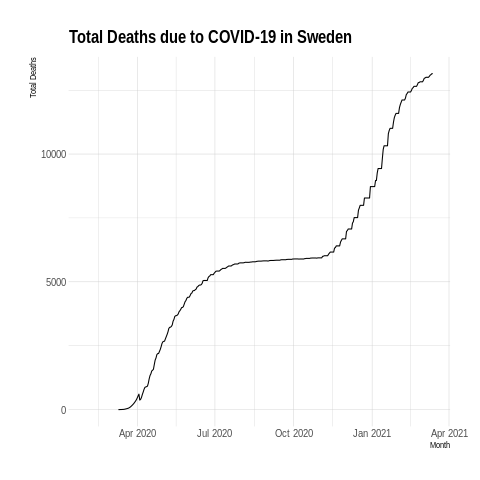 Total Deaths due to COVID-19 in Sweden
Total Deaths
10000
5000
0
Apr 2020 Jul 2020 Oct 2020 Jan 2021 Apr 2021
Month